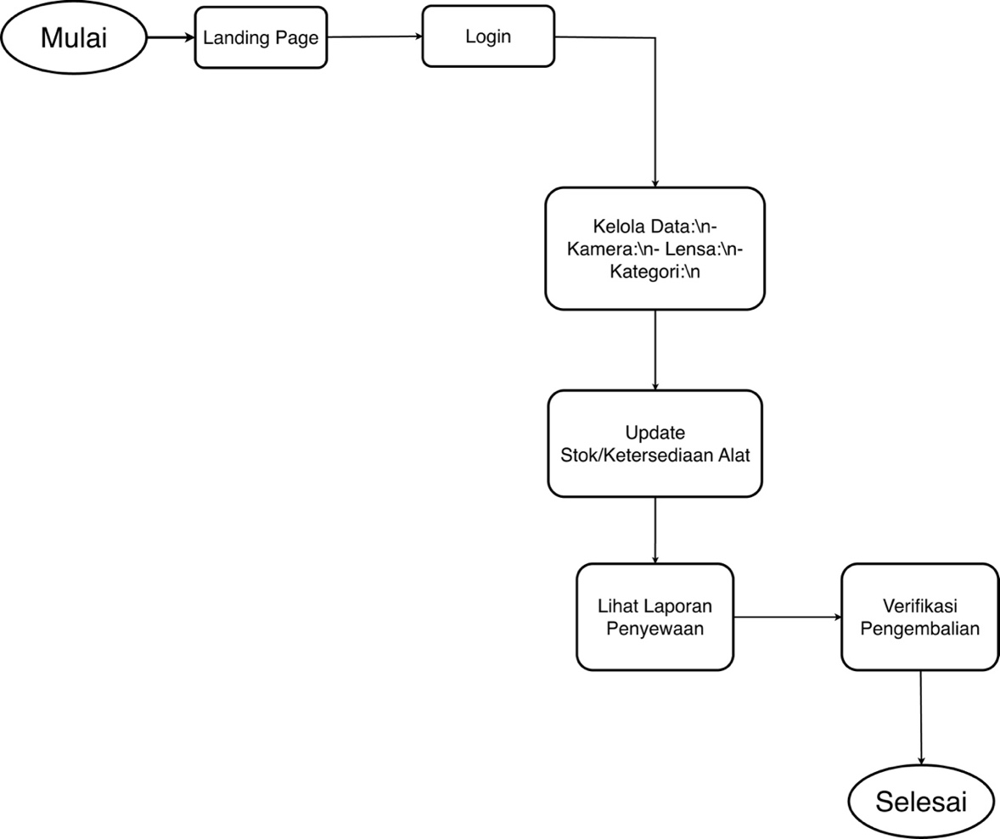 Mulai
Landing Page
Login
Kelola Data:\n-
Kamera:\n- Lensa:\n-
Kategori:\n
Update
Stok/Ketersediaan Alat
Lihat Laporan
Penyewaan
Verifikasi
Pengembalian
Selesai